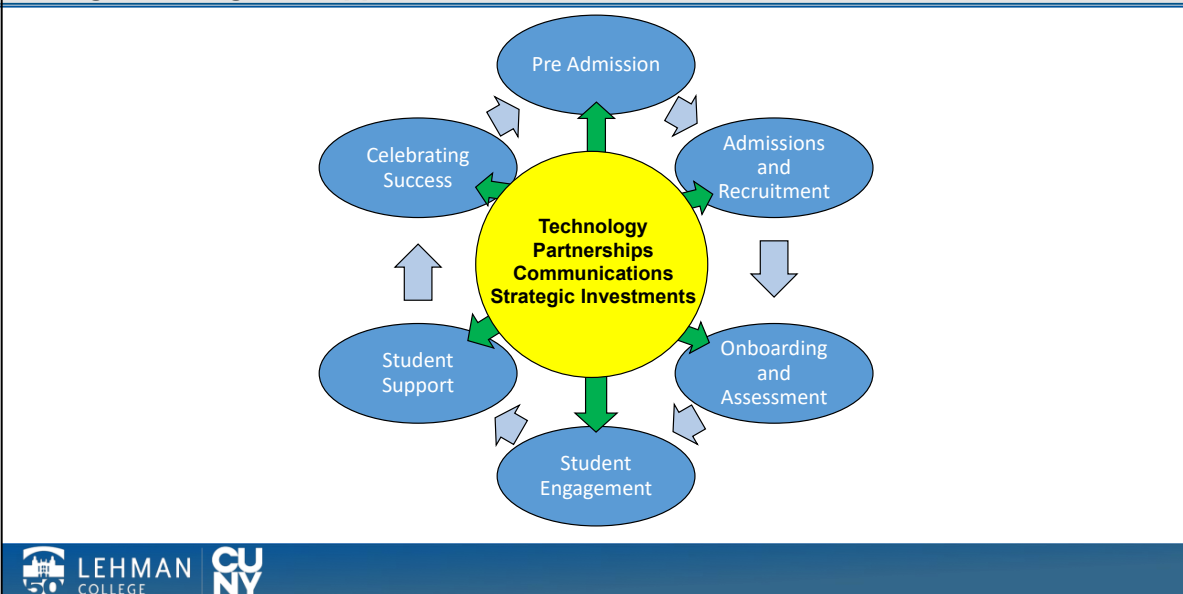 Pre Admission
Admissions
and
Recruitment
Onboarding
and
Assessment
Student
Engagement
Student
Support
Celebrating
Success
Technology
Partnerships
Communications
Strategic Investments
50
LEHMAN
COLLEGE
CU
NY